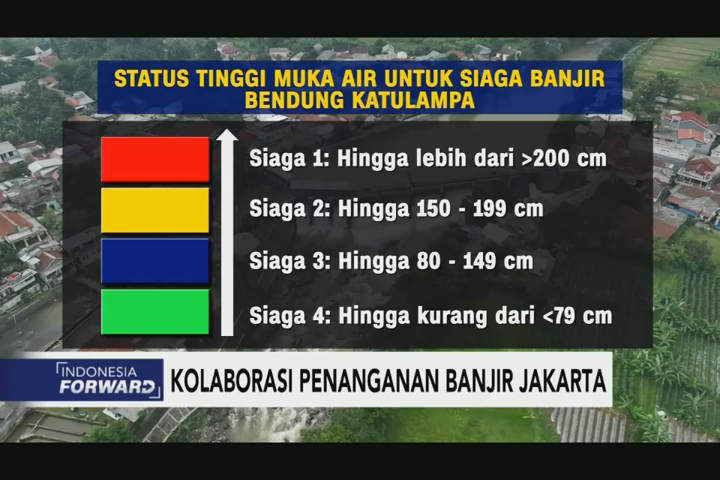 STATUS TINGGI MUKA AIR UNTUK SIAGA BANJIR
BENDUNG KATULAMPA
Siaga 1: Hingga lebih dari >200 cm
Siaga 2: Hingga 150 - 199 cm
Siaga 3: Hingga 80 - 149 cm
Siaga 4: Hingga kurang dari <79 cm
INDONESIA
FORWARD
KOLABORASI PENANGANAN BANJIR JAKARTA